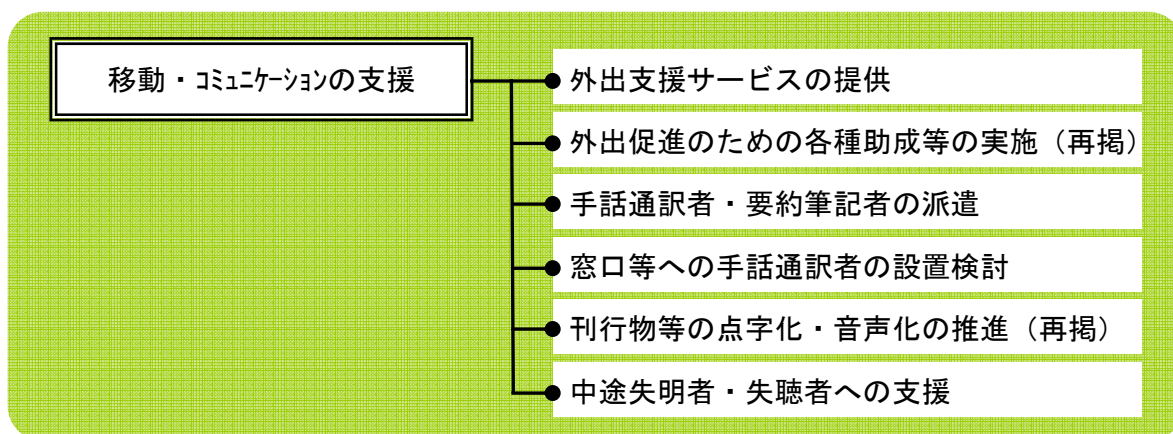 移動・ｺﾐｭﾆｹｰｼｮﾝの支援
外出支援サービスの提供
外出促進のための各種助成等の実施（再掲）
手話通訳者・要約筆記者の派遣
窓口等への手話通訳者の設置検討
刊行物等の点字化・音声化の推進（再掲）
中途失明者・失聴者への支援